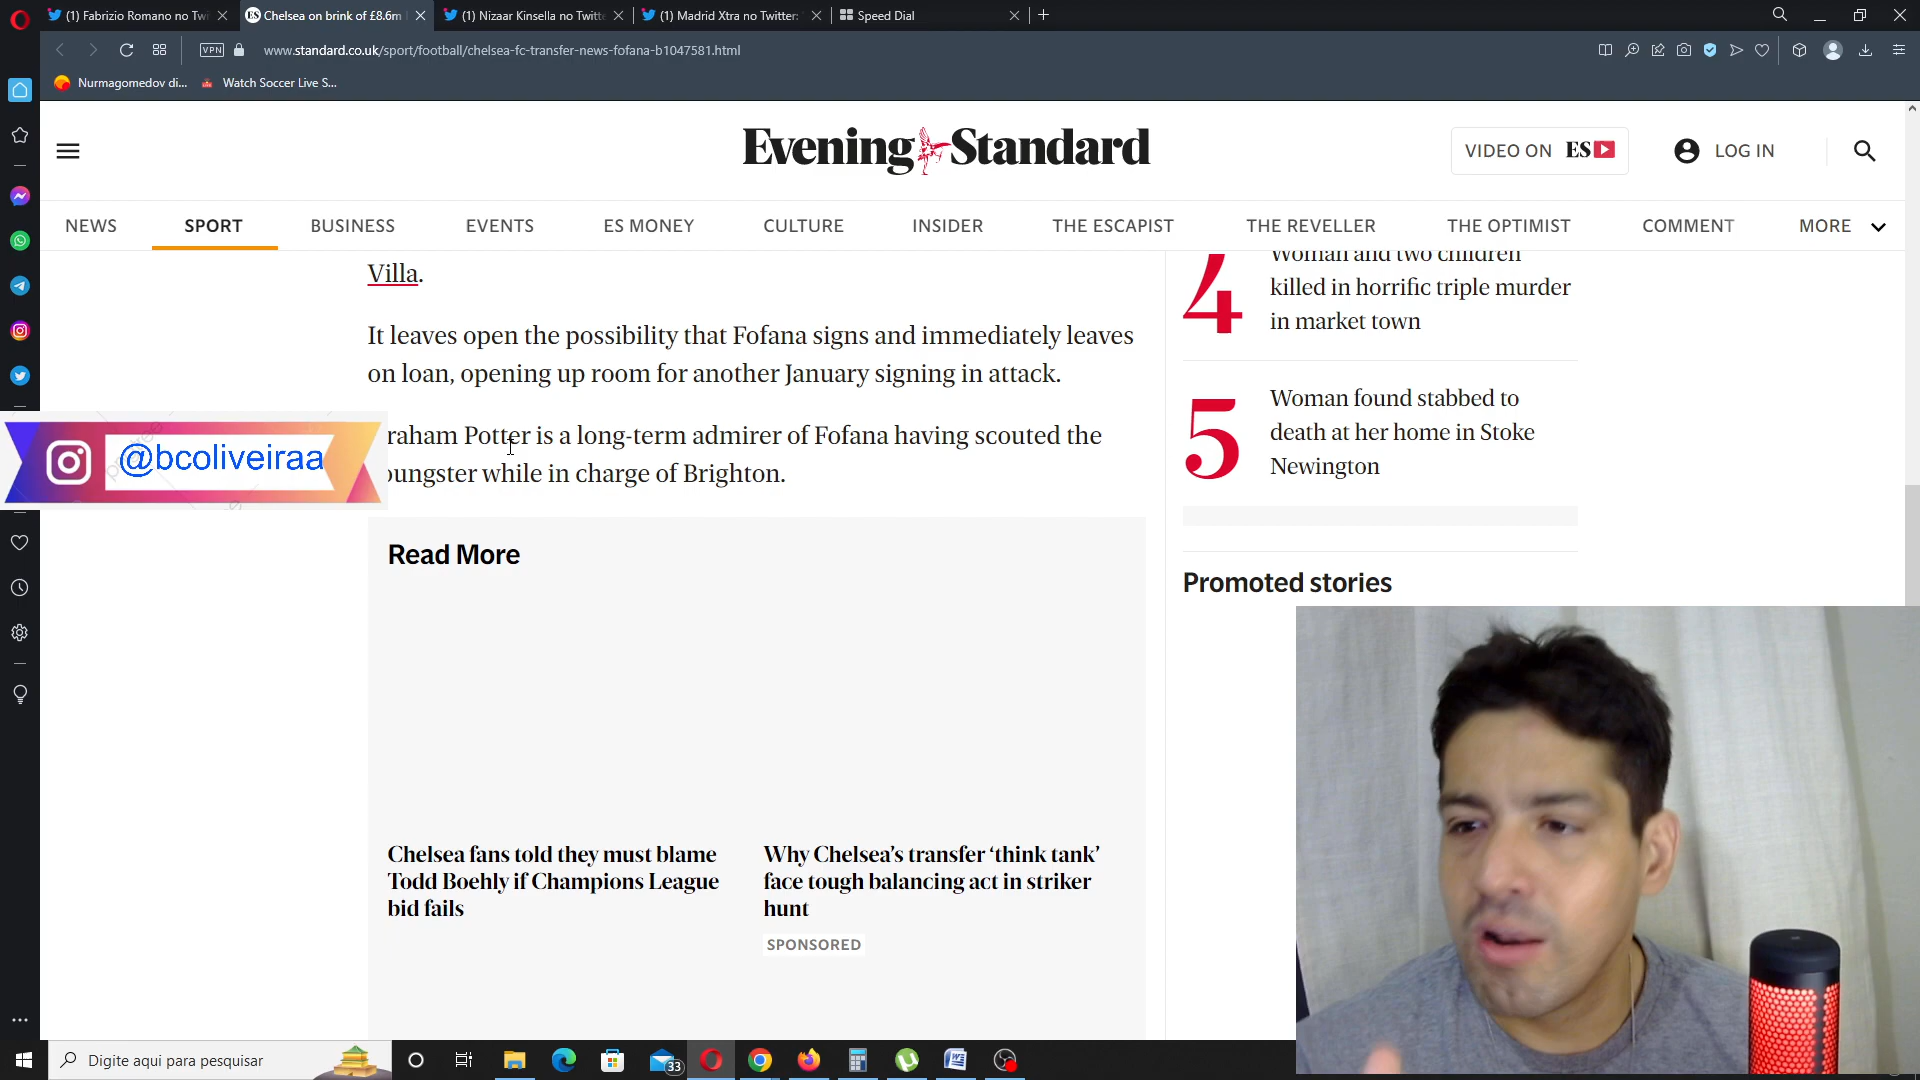 (1) Fabrizio Romano no Twi
Chelsea on brink of £8.6m
(1) Nizaar Kinsella no Twitte
(1) Madrid Xtra no Twitter:
Speed Dial
VPN
www.standard.co.uk/sport/football/chelsea-fc-transfer-news-fofana-b1047581.html
Nurmagomedov di...
Watch Soccer Live S...
Evening Standard
VIDEO ON ES
LOG IN
NEWS
SPORT
BUSINESS
EVENTS
ES MONEY
CULTURE
INSIDER
THE ESCAPIST
THE REVELLER
THE OPTIMIST
COMMENT
MORE
Villa.
It leaves open the possibility that Fofana signs and immediately leaves
on loan, opening up room for another January signing in attack.
raham Potter is a long-term admirer of Fofana having scouted the
oungster while in charge of Brighton.
@bcoliveiraa
Read More
Chelsea fans told they must blame
Todd Boehly if Champions League
bid fails
Why Chelsea's transfer 'think tank'
face tough balancing act in striker
hunt
SPONSORED
4
Woman and two children
killed in horrific triple murder
in market town
5
Woman found stabbed to
death at her home in Stoke
Newington
Promoted stories
Digite aqui para pesquisar
33